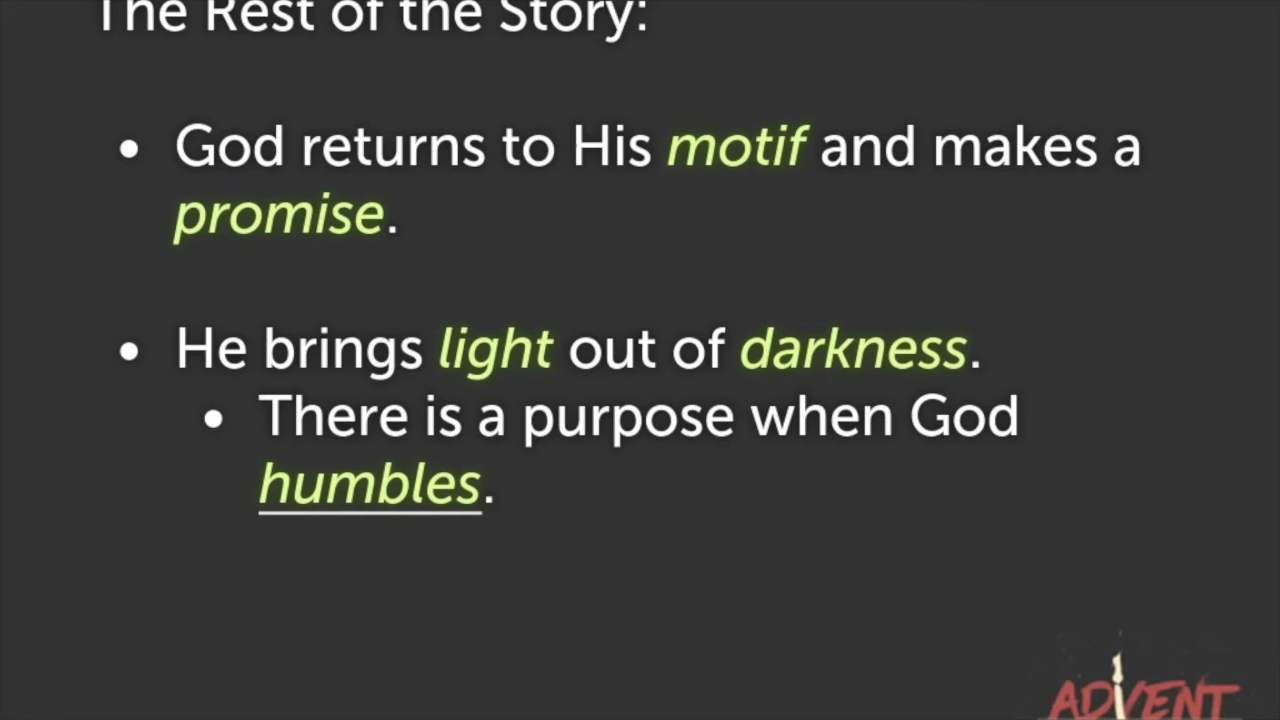 The Rest of the Story:
• God returns to His motif and makes a
promise.
• He brings light out of darkness.
• There is a purpose when God
humbles.
ADVENT